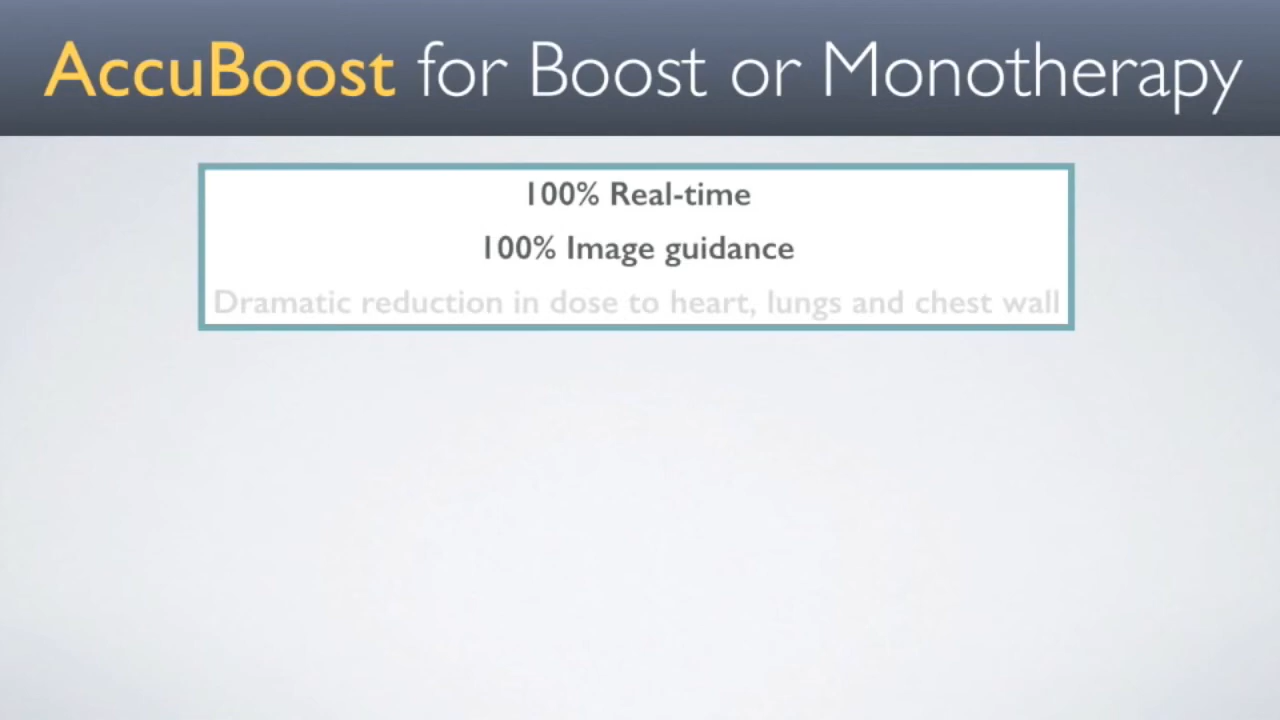 AccuBoost for Boost or Monotherapy
100% Real-time
100% Image guidance
Dramatic reduction in dose to heart, lungs and chest wall